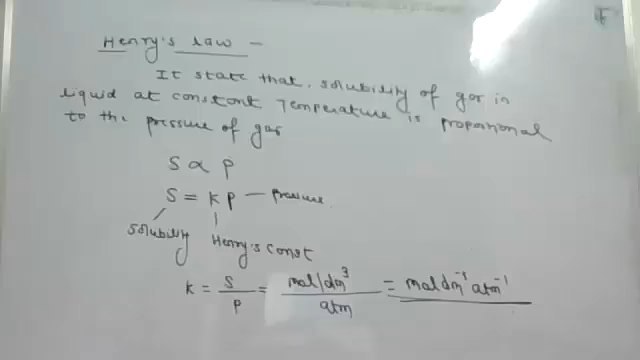 Henry's law -
It state that, solubility of gas in
liquid at constant Temperature is proportional
to the pressure of gas
S ∝ P
S = K P — Pressure
solubility Henry's const
K = S/P = mol/dm³/atm = mol dm⁻³ atm⁻¹